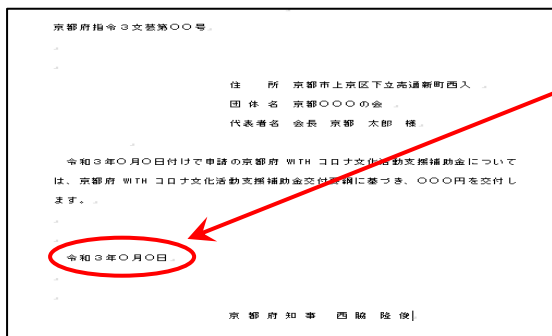 京都府指令３文芸第〇〇号
住　所　京都市上京区下立売通新町西入
団体名　京都〇〇〇の会
代表者名　会長　京都　太郎　様
令和３年〇月〇日付けで申請の京都府 WITH コロナ文化活動支援補助金について
は、京都府 WITH コロナ文化活動支援補助金交付要綱に基づき、〇〇〇円を交付し
ます。
令和３年〇月〇日
京都府知事　西脇　隆俊